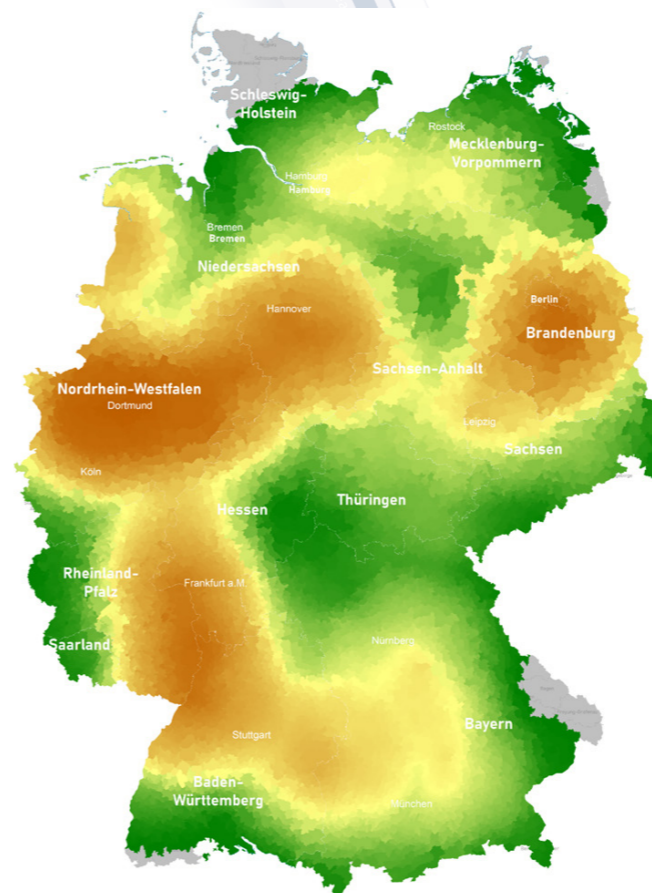 Schleswig-
Holstein
Rostock
Mecklenburg-
Vorpommern
Hamburg
Hamburg
Bremen
Bremen
Niedersachsen
Berlin
Hannover
Brandenburg
Sachsen-Anhalt
Nordrhein-Westfalen
Dortmund
Leipzig
Sachsen
Köln
Thüringen
Hessen
Rheinland-
Pfalz
Frankfurt a.M.
Nürnberg
Saarland
Bayern
Stuttgart
Baden-
Württemberg
München